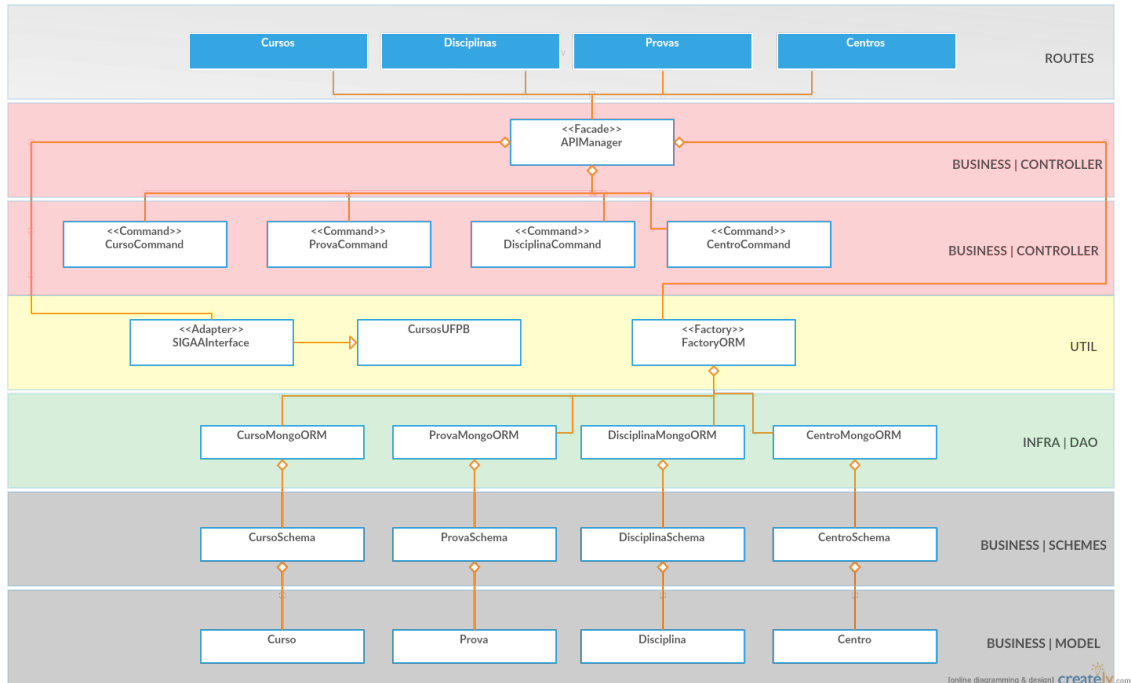 Cursos
Disciplinas
Provas
Centros
ROUTES
<<Facade>>
APIManager
BUSINESS | CONTROLLER
<<Command>>
CursoCommand
<<Command>>
ProvaCommand
<<Command>>
DisciplinaCommand
<<Command>>
CentroCommand
BUSINESS | CONTROLLER
<<Adapter>>
SIGAAInterface
CursosUFPB
<<Factory>>
FactoryORM
UTIL
CursoMongoORM
ProvaMongoORM
DisciplinaMongoORM
CentroMongoORM
INFRA | DAO
CursoSchema
ProvaSchema
DisciplinaSchema
CentroSchema
BUSINESS | SCHEMES
Curso
Prova
Disciplina
Centro
BUSINESS | MODEL
[online diagramming & design] creately.com